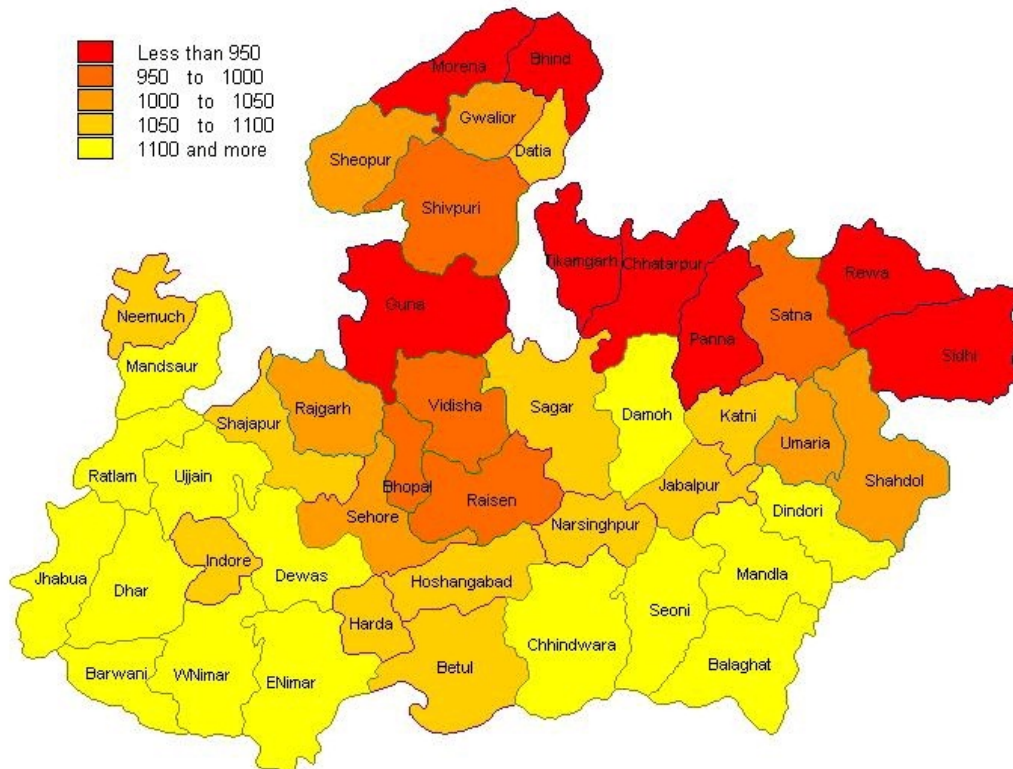 Less than 950
950 to 1000
1000 to 1050
1050 to 1100
1100 and more
Morena
Bhind
Gwalior
Datia
Sheopur
Shivpuri
Tikamgarh
Chhatarpur
Rewa
Guna
Neemuch
Satna
Panna
Sidhi
Mandsaur
Rajgarh
Vidisha
Sagar
Damoh
Katni
Shajapur
Umaria
Ratlam
Ujjain
Bhopal
Raisen
Jabalpur
Shahdol
Sehore
Narsinghpur
Dindori
Indore
Jhabua
Dhar
Dewas
Hoshangabad
Mandla
Seoni
Harda
Chhindwara
Betul
Balaghat
Barwani
WNimar
ENimar